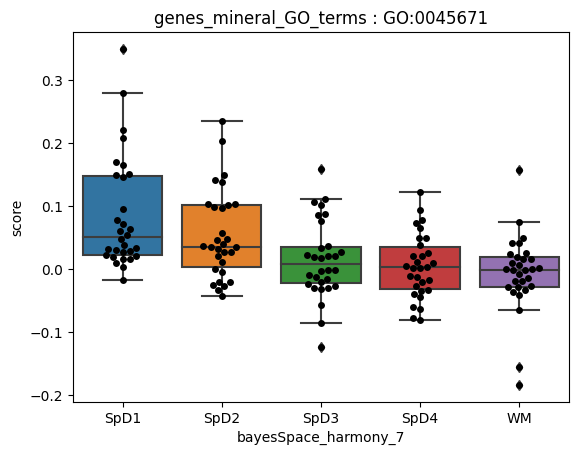 genes_mineral_GO_terms : GO:0045671
score
0.3
0.2
0.1
0.0
−0.1
−0.2
SpD1 SpD2 SpD3 SpD4 WM
bayesSpace_harmony_7